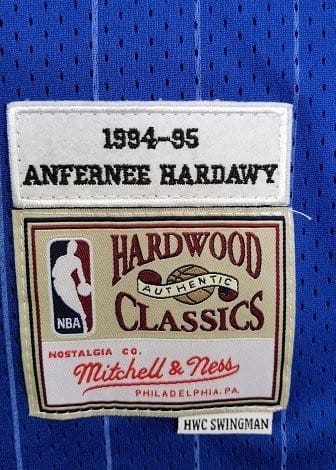 1994-95
ANFERNEE HARDAWY
HARDWOOD
AUTHENTIC
CLASSICS
NBA
NOSTALGIA CO.
Mitchell & Ness
PHILADELPHIA, PA.
HWC SWINGMAN